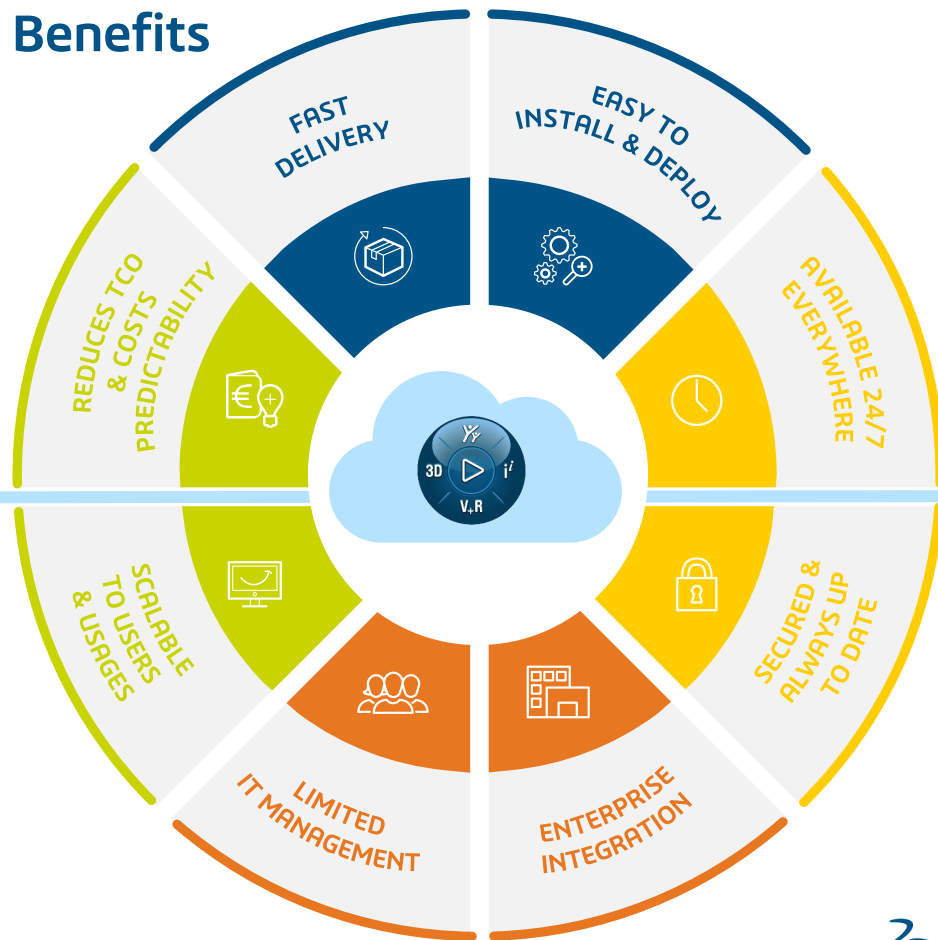 Benefits
FAST
DELIVERY
EASY TO
INSTALL & DEPLOY
AVAILABLE 24/7
EVERYWHERE
SECURED &
ALWAYS UP
TO DATE
ENTERPRISE
INTEGRATION
LIMITED
IT MANAGEMENT
SCALABLE
TO USERS
& USAGES
REDUCES TCO
& COSTS
PREDICTABILITY
€
3D
i i
V+R